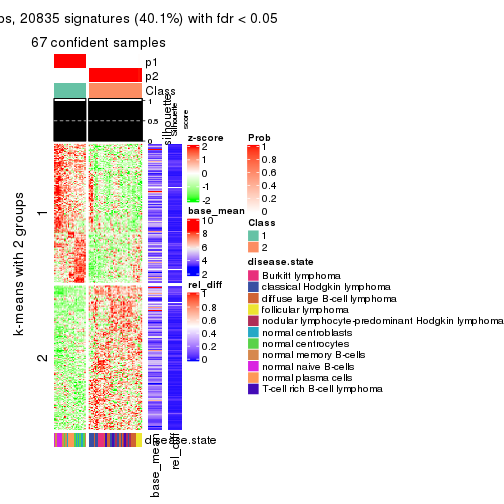 ps, 20835 signatures (40.1%) with fdr < 0.05
67 confident samples
p1
p2
Class
1
0.5
0
silhouette
Silhouette
score
k-means with 2 groups
1
2
z-score
2
1
0
-1
-2
base_mean
10
8
6
4
2
rel_diff
1
0.8
0.6
0.4
0.2
0
Prob
1
0.8
0.6
0.4
0.2
0
Class
1
2
disease.state
Burkitt lymphoma
classical Hodgkin lymphoma
diffuse large B-cell lymphoma
follicular lymphoma
nodular lymphocyte-predominant Hodgkin lymphoma
normal centroblasts
normal centrocytes
normal memory B-cells
normal naive B-cells
normal plasma cells
T-cell rich B-cell lymphoma
disease.state
base_mean
rel_diff